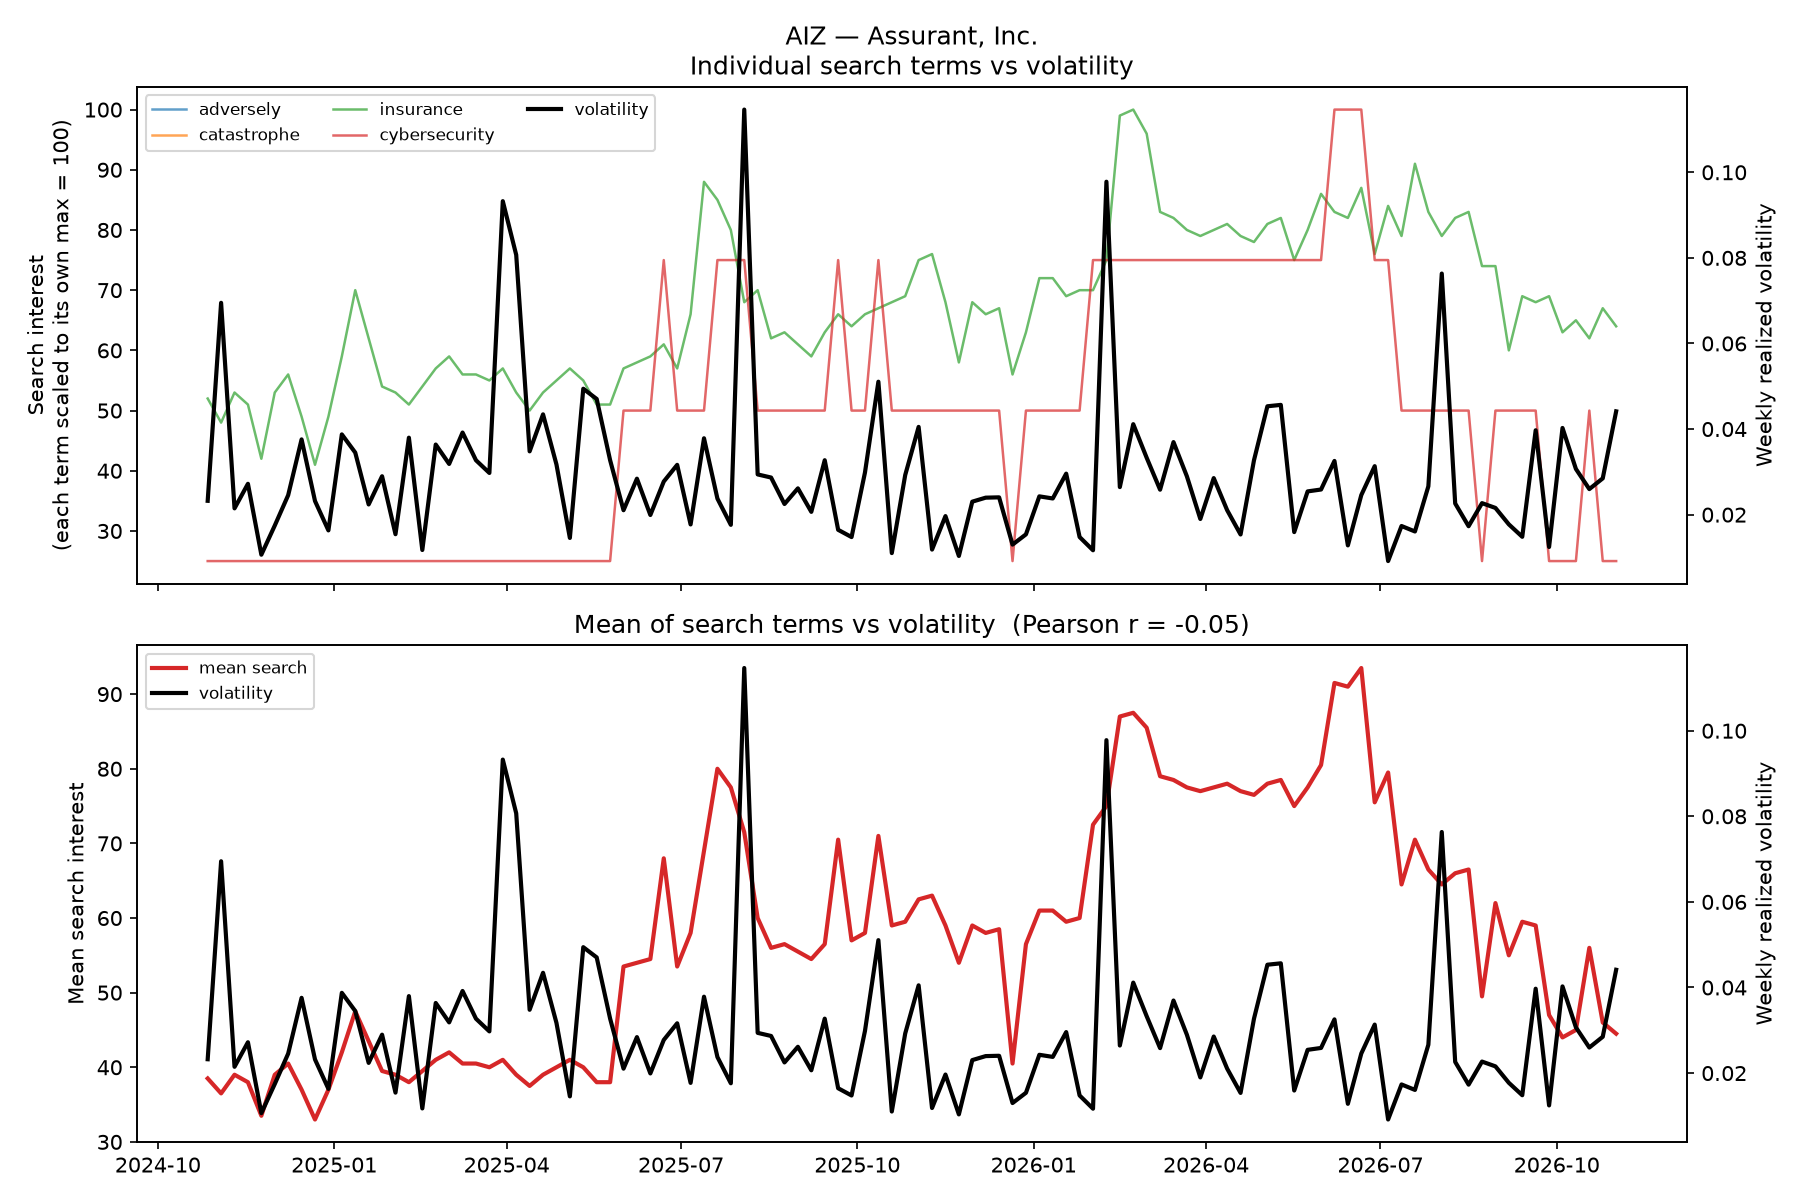 AIZ — Assurant, Inc.
Individual search terms vs volatility
adversely
catastrophe
insurance
cybersecurity
volatility
Search interest
(each term scaled to its own max = 100)
100
90
80
70
60
50
40
30
0.10
0.08
0.06
0.04
0.02
Weekly realized volatility
Mean of search terms vs volatility  (Pearson r = -0.05)
mean search
volatility
Mean search interest
90
80
70
60
50
40
30
0.10
0.08
0.06
0.04
0.02
Weekly realized volatility
2024-10
2025-01
2025-04
2025-07
2025-10
2026-01
2026-04
2026-07
2026-10